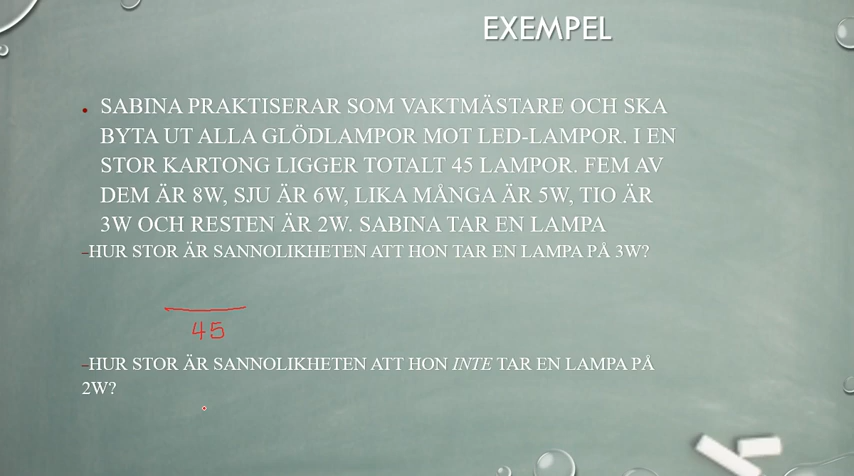 EXEMPEL
• SABINA PRAKTISERAR SOM VAKTMÄSTARE OCH SKA
BYTA UT ALLA GLÖDLAMPOR MOT LED-LAMPOR. I EN
STOR KARTONG LIGGER TOTALT 45 LAMPOR. FEM AV
DEM ÄR 8W, SJU ÄR 6W, LIKA MÅNGA ÄR 5W, TIO ÄR
3W OCH RESTEN ÄR 2W. SABINA TAR EN LAMPA
–HUR STOR ÄR SANNOLIKHETEN ATT HON TAR EN LAMPA PÅ 3W?
45
–HUR STOR ÄR SANNOLIKHETEN ATT HON INTE TAR EN LAMPA PÅ
2W?